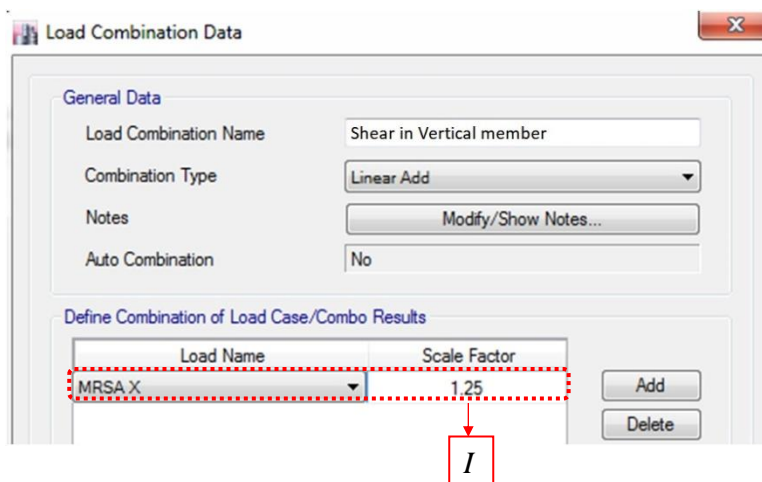 Load Combination Data
General Data
Load Combination Name Shear in Vertical member
Combination Type Linear Add
Notes Modify/Show Notes...
Auto Combination No
Define Combination of Load Case/Combo Results
Load Name Scale Factor
MRSA X 1.25 Add
Delete
I